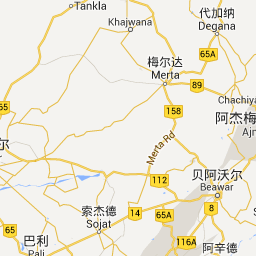 Tankla
Khajwana
代加纳
Degana
65A
梅尔达
Merta
89
Chachiya
65
158
阿杰梅
Ajm
尔
Merta Rd
112
贝阿沃尔
Beawar
索杰德
Sojat
14
65A
8
巴利
Pali
116A
阿辛德